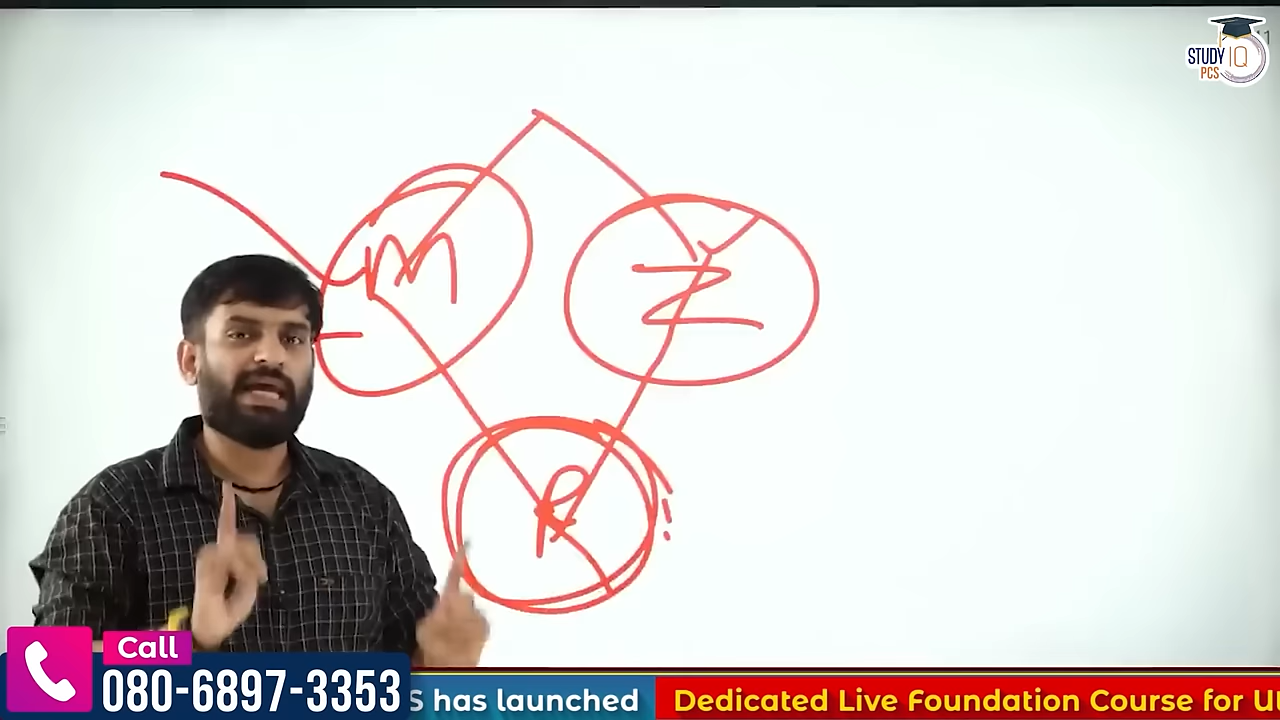 STUDY IQ
PCS
M
Z
R
Call
080-6897-3353
S has launched
Dedicated Live Foundation Course for U